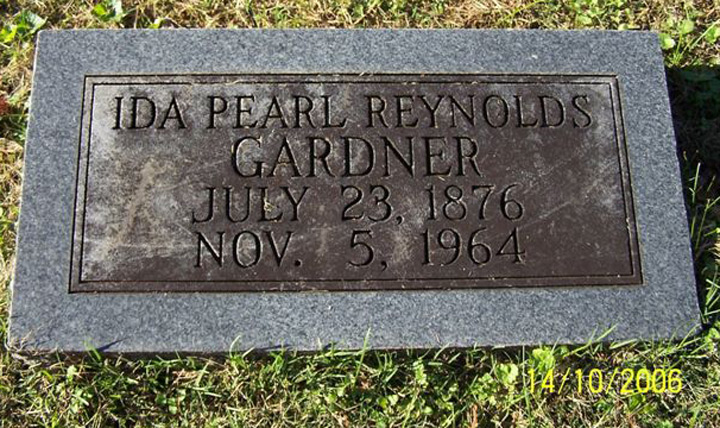 IDA PEARL REYNOLDS
GARDNER
JULY 23, 1876
NOV. 5, 1964
14/10/2006